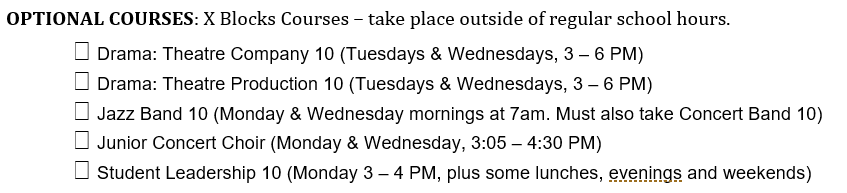 OPTIONAL COURSES: X Blocks Courses – take place outside of regular school hours.
☐ Drama: Theatre Company 10 (Tuesdays & Wednesdays, 3 – 6 PM)
☐ Drama: Theatre Production 10 (Tuesdays & Wednesdays, 3 – 6 PM)
☐ Jazz Band 10 (Monday & Wednesday mornings at 7am. Must also take Concert Band 10)
☐ Junior Concert Choir (Monday & Wednesday, 3:05 – 4:30 PM)
☐ Student Leadership 10 (Monday 3 – 4 PM, plus some lunches, evenings and weekends)